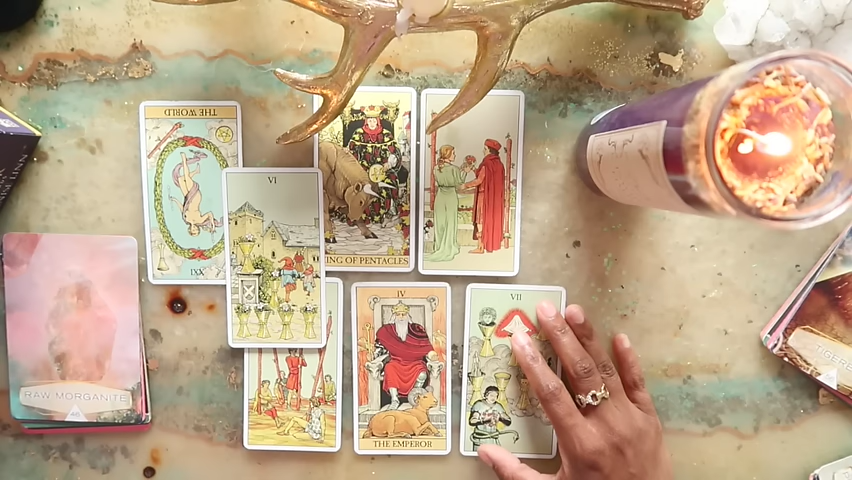 THE WORLD
XXI
VI
KING OF PENTACLES
IV
THE EMPEROR
VII
RAW MORGANITE
TIGER